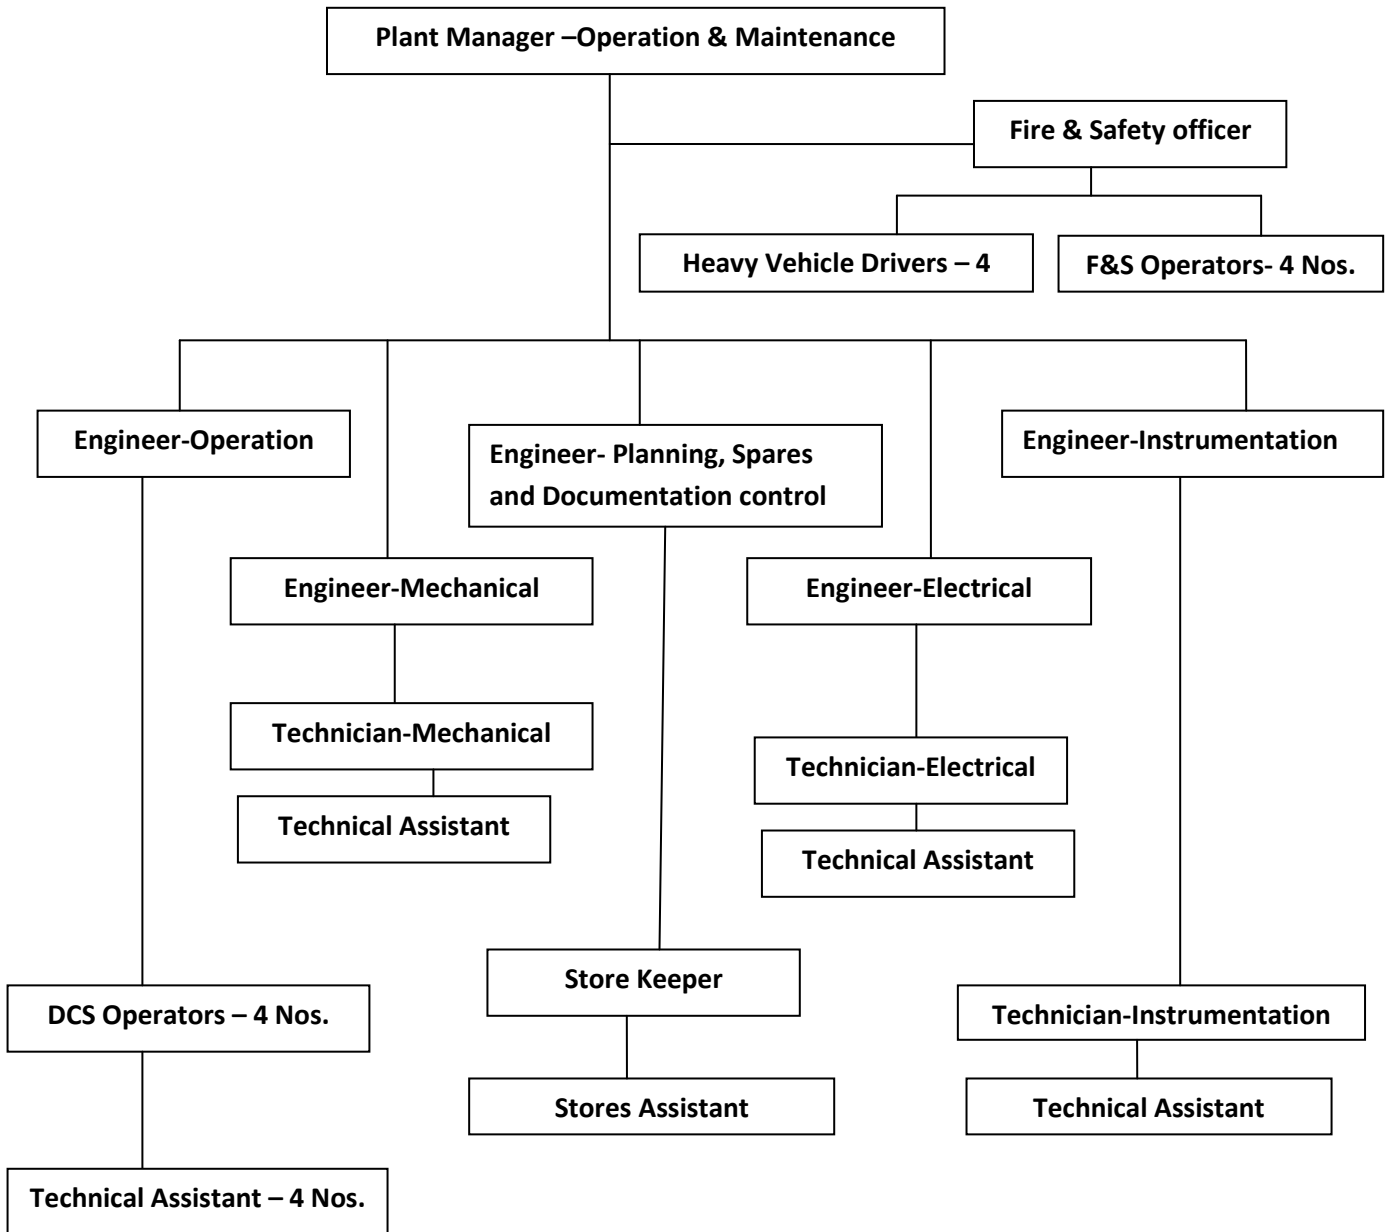 Plant Manager –Operation & Maintenance
Fire & Safety officer
Heavy Vehicle Drivers – 4
F&S Operators- 4 Nos.
Engineer-Operation
Engineer- Planning, Spares
and Documentation control
Engineer-Instrumentation
Engineer-Mechanical
Engineer-Electrical
Technician-Mechanical
Technician-Electrical
Technical Assistant
Technical Assistant
Store Keeper
DCS Operators – 4 Nos.
Technician-Instrumentation
Stores Assistant
Technical Assistant
Technical Assistant – 4 Nos.